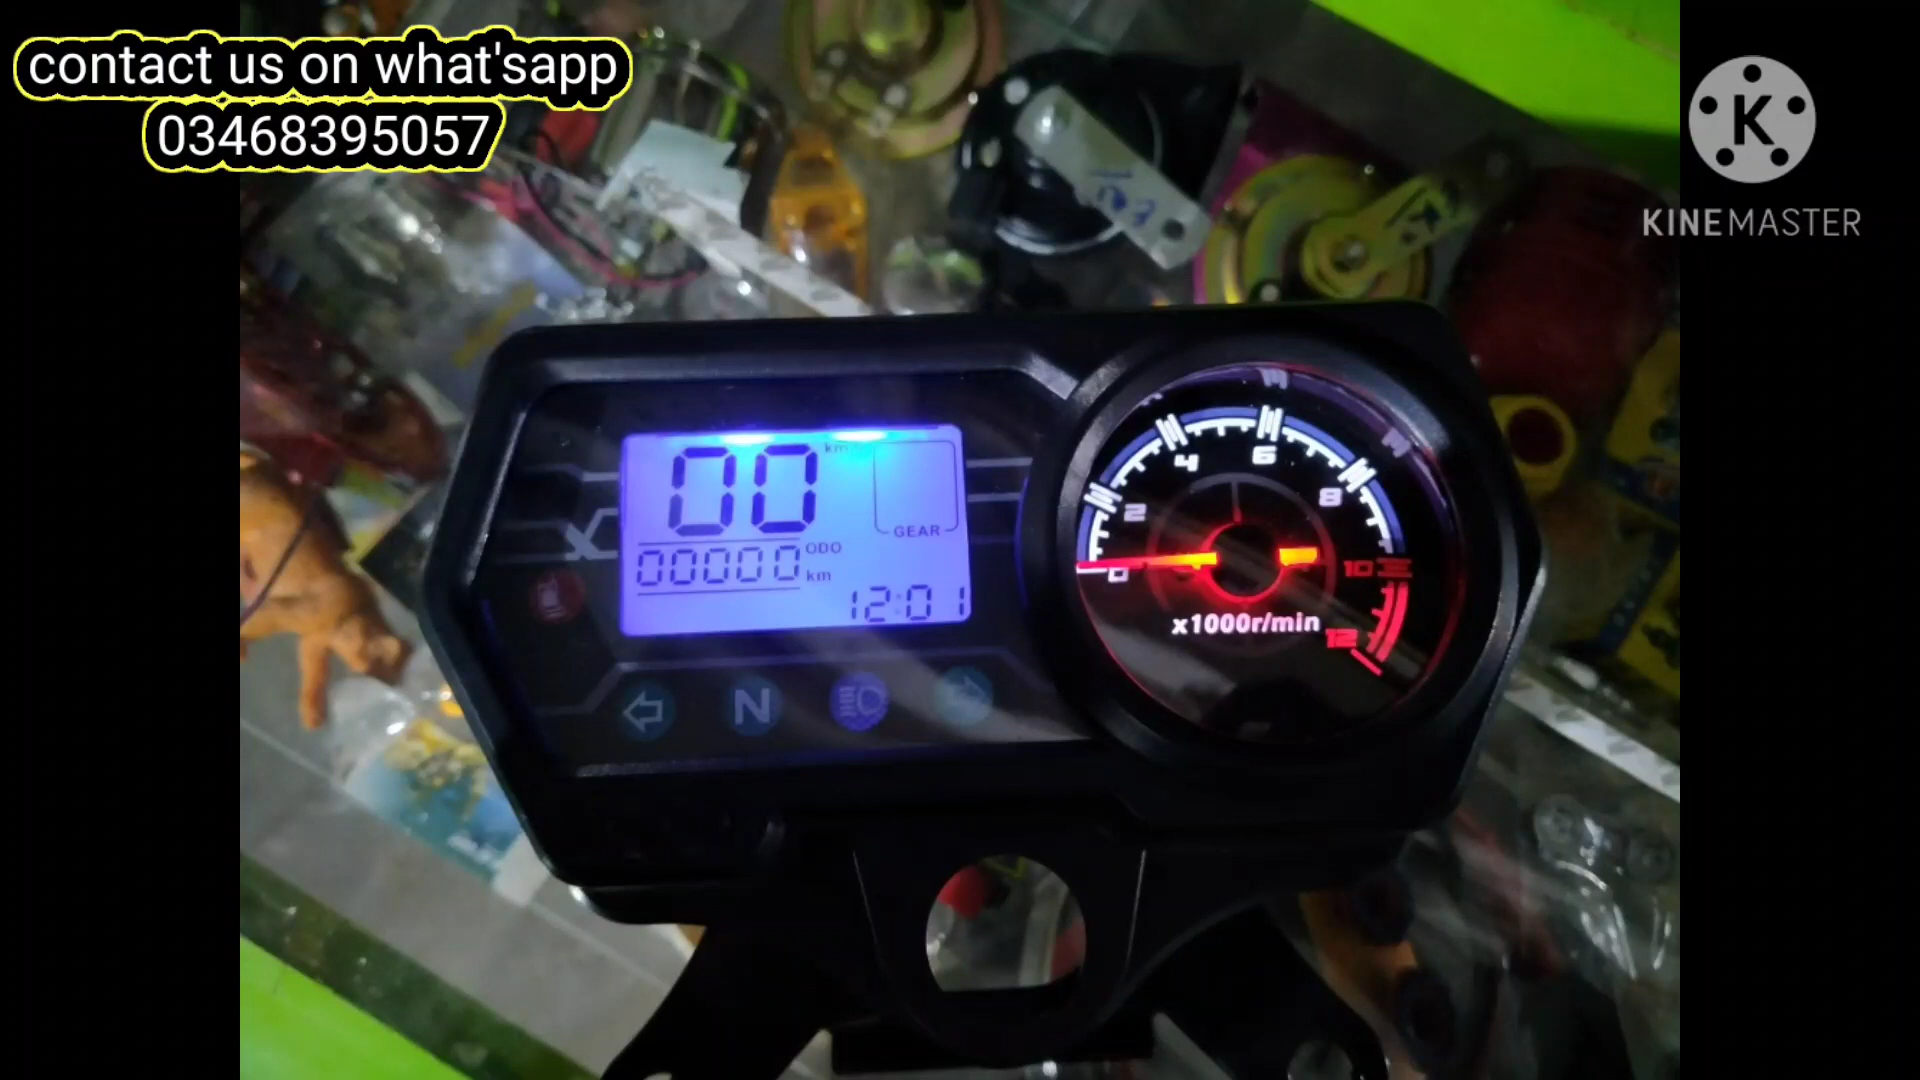 contact us on what'sapp
03468395057
K
KINEMASTER
00 km
GEAR
00000 ODO
km
12:01
N
0 2 4 6 8 10 12
x1000r/min